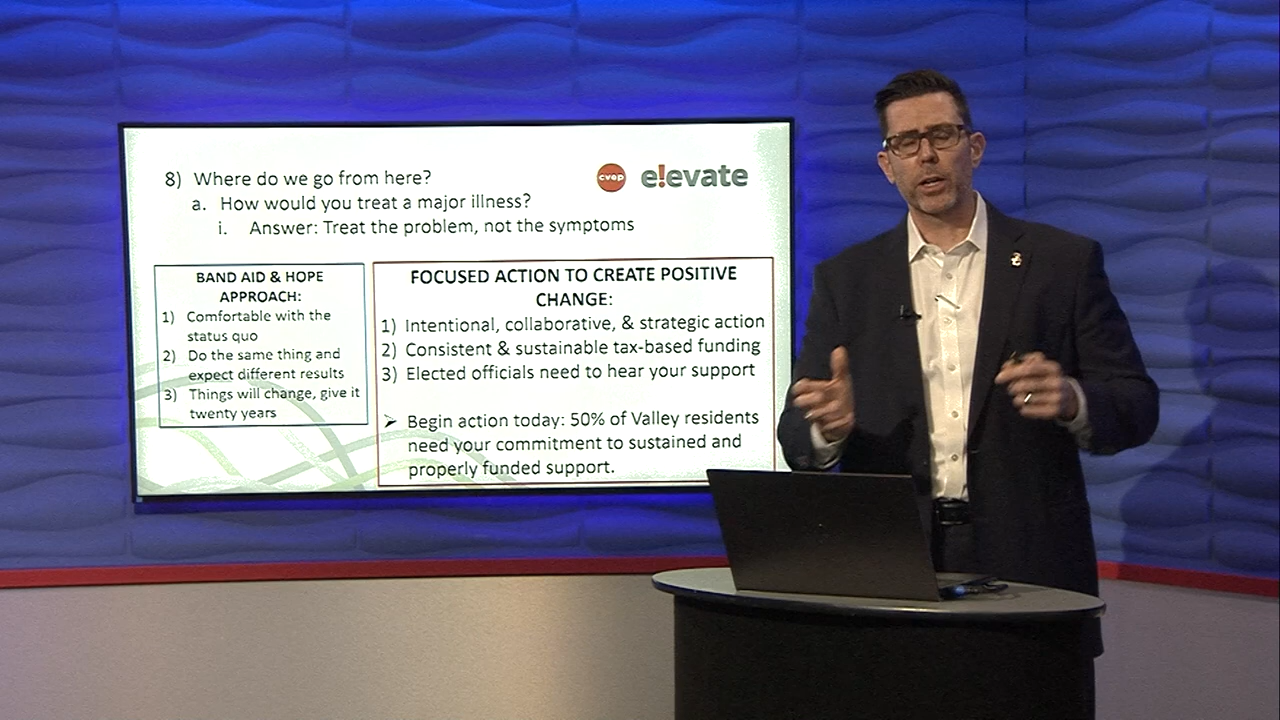 8) Where do we go from here?
cvep e!evate
a. How would you treat a major illness?
i. Answer: Treat the problem, not the symptoms
BAND AID & HOPE
APPROACH:
1) Comfortable with the
status quo
2) Do the same thing and
expect different results
3) Things will change, give it
twenty years
FOCUSED ACTION TO CREATE POSITIVE
CHANGE:
1) Intentional, collaborative, & strategic action
2) Consistent & sustainable tax-based funding
3) Elected officials need to hear your support
➢ Begin action today: 50% of Valley residents
need your commitment to sustained and
properly funded support.